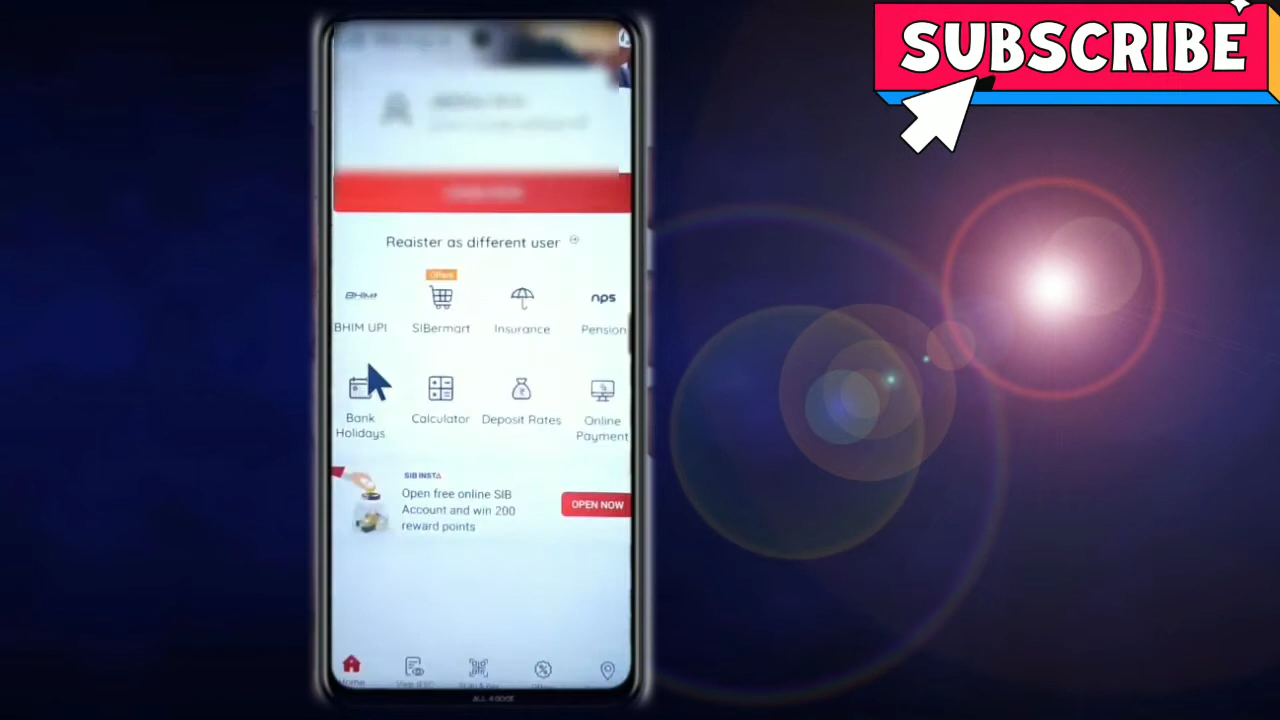 SUBSCRIBE
Register as different user
Offers
BHIM UPI
SIBermart
Insurance
nps
Pension
Bank
Holidays
Calculator
Deposit Rates
Online
Payment
SIB INSTA
Open free online SIB
Account and win 200
reward points
OPEN NOW
Home